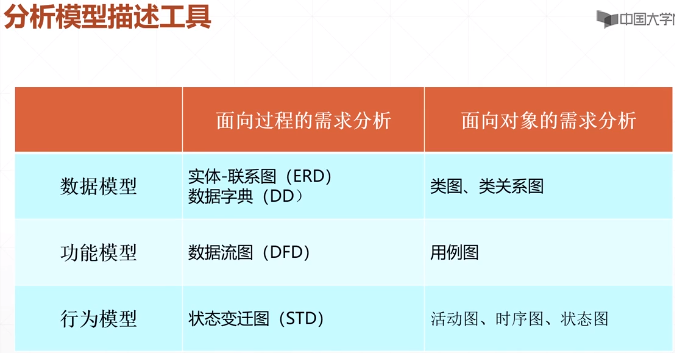 分析模型描述工具
中国大学
面向过程的需求分析
面向对象的需求分析
数据模型
实体-联系图（ERD）
数据字典（DD）
类图、类关系图
功能模型
数据流图（DFD）
用例图
行为模型
状态变迁图（STD）
活动图、时序图、状态图